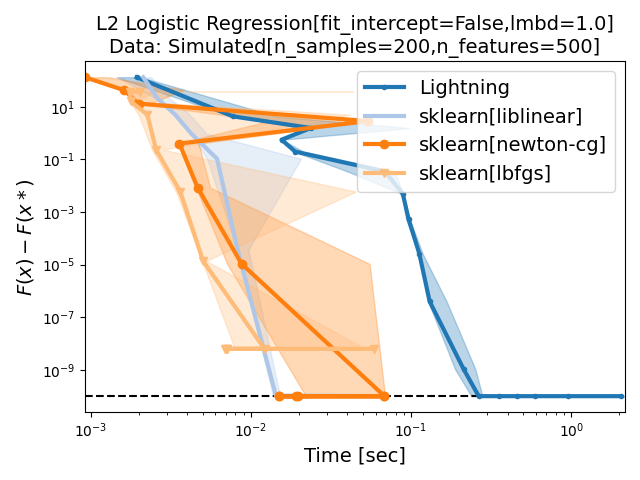 L2 Logistic Regression[fit_intercept=False,lmbd=1.0]
Data: Simulated[n_samples=200,n_features=500]
Lightning
sklearn[liblinear]
sklearn[newton-cg]
sklearn[lbfgs]
F(x) − F(x*)
10¹
10⁻¹
10⁻³
10⁻⁵
10⁻⁷
10⁻⁹
10⁻³
10⁻²
10⁻¹
10⁰
Time [sec]